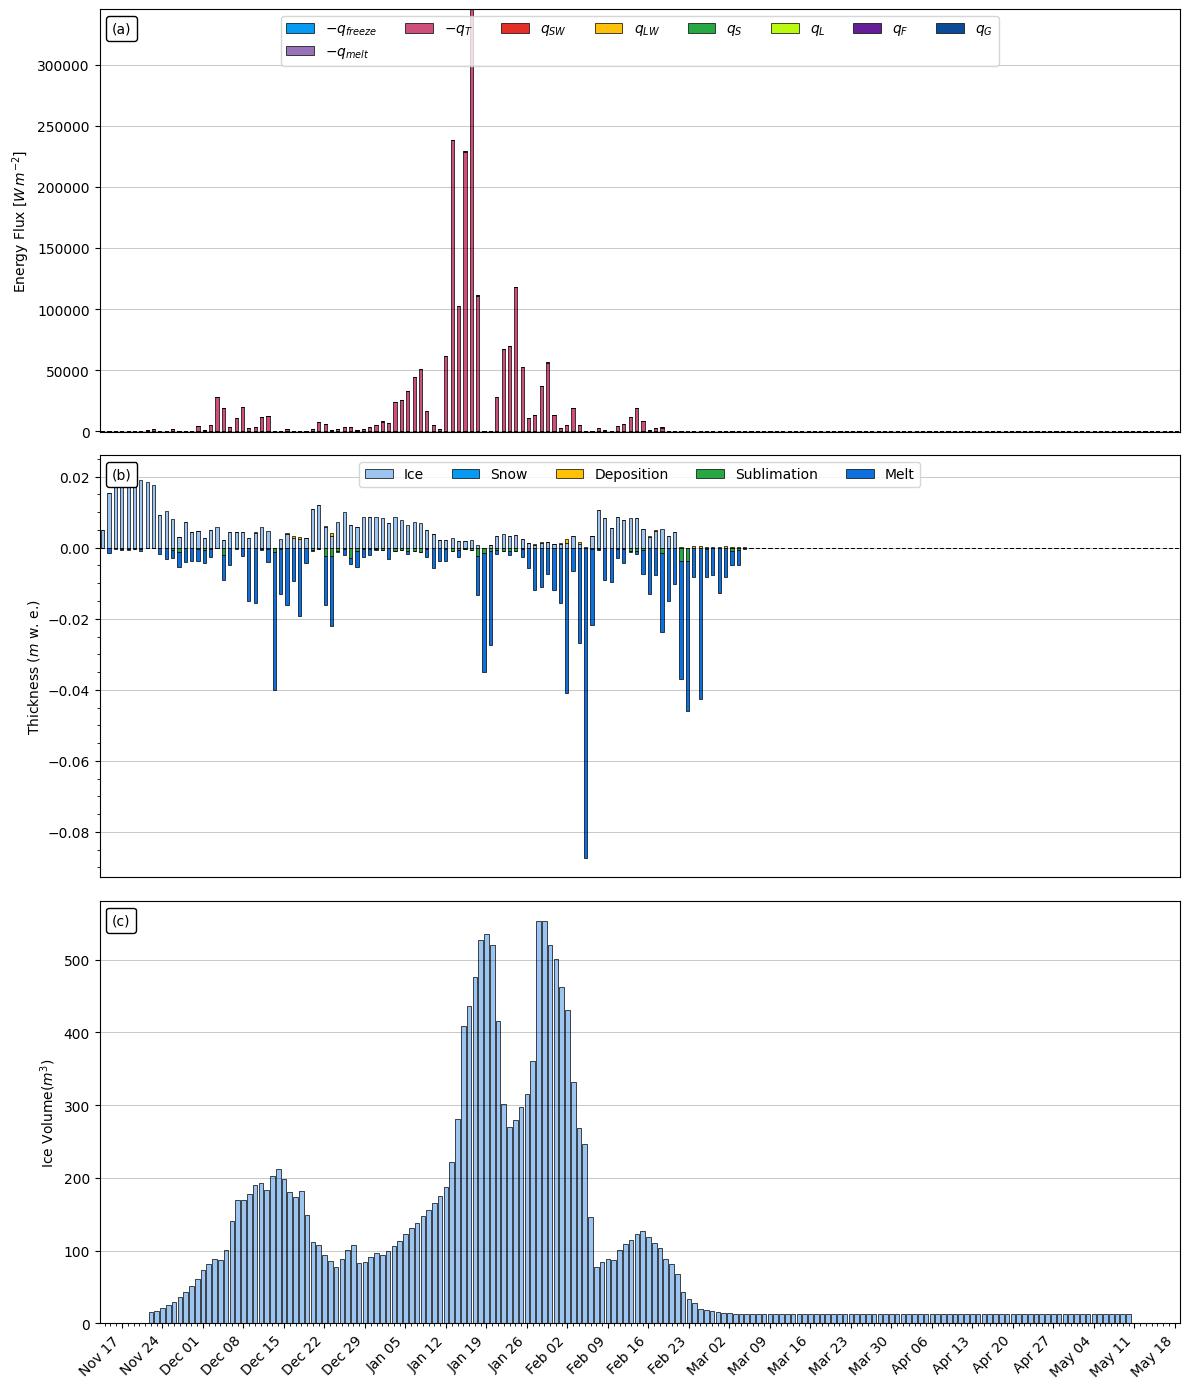 (a)
−q_freeze −q_T q_SW q_LW q_S q_L q_F q_G
−q_melt
300000
250000
200000
150000
100000
50000
0
Energy Flux [W m⁻²]
(b)
Ice Snow Deposition Sublimation Melt
0.02
0.00
−0.02
−0.04
−0.06
−0.08
Thickness (m w. e.)
(c)
500
400
300
200
100
0
Ice Volume(m³)
Nov 17 Nov 24 Dec 01 Dec 08 Dec 15 Dec 22 Dec 29 Jan 05 Jan 12 Jan 19 Jan 26 Feb 02 Feb 09 Feb 16 Feb 23 Mar 02 Mar 09 Mar 16 Mar 23 Mar 30 Apr 06 Apr 13 Apr 20 Apr 27 May 04 May 11 May 18